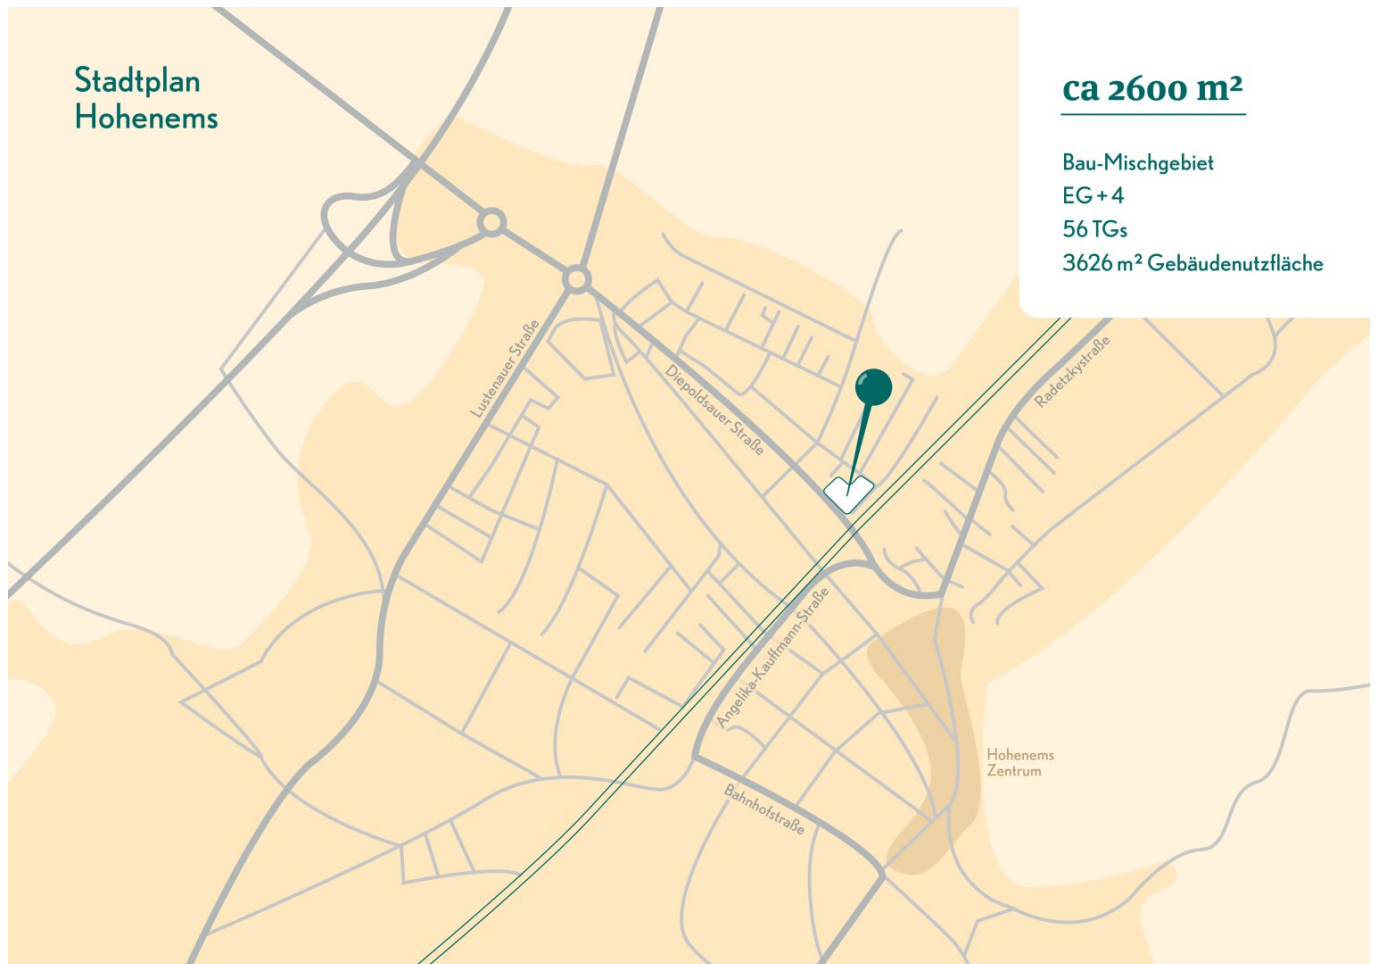 Stadtplan
Hohenems
ca 2600 m²
Bau-Mischgebiet
EG + 4
56 TGs
3626 m² Gebäudenutzfläche
Lustenauer Straße
Diepoldsauer Straße
Radetzkystraße
Angelika-Kauffmann-Straße
Hohenems
Zentrum
Bahnhofstraße